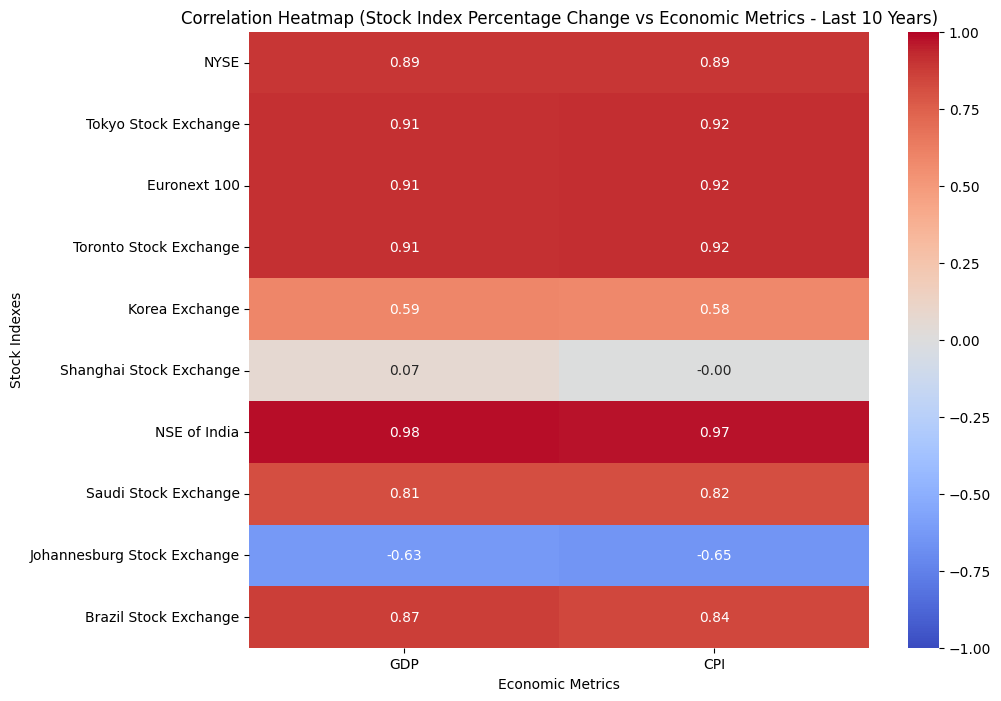 Correlation Heatmap (Stock Index Percentage Change vs Economic Metrics - Last 10 Years)
Stock Indexes
NYSE 0.89 0.89
Tokyo Stock Exchange 0.91 0.92
Euronext 100 0.91 0.92
Toronto Stock Exchange 0.91 0.92
Korea Exchange 0.59 0.58
Shanghai Stock Exchange 0.07 -0.00
NSE of India 0.98 0.97
Saudi Stock Exchange 0.81 0.82
Johannesburg Stock Exchange -0.63 -0.65
Brazil Stock Exchange 0.87 0.84
GDP CPI
Economic Metrics
1.00
0.75
0.50
0.25
0.00
−0.25
−0.50
−0.75
−1.00